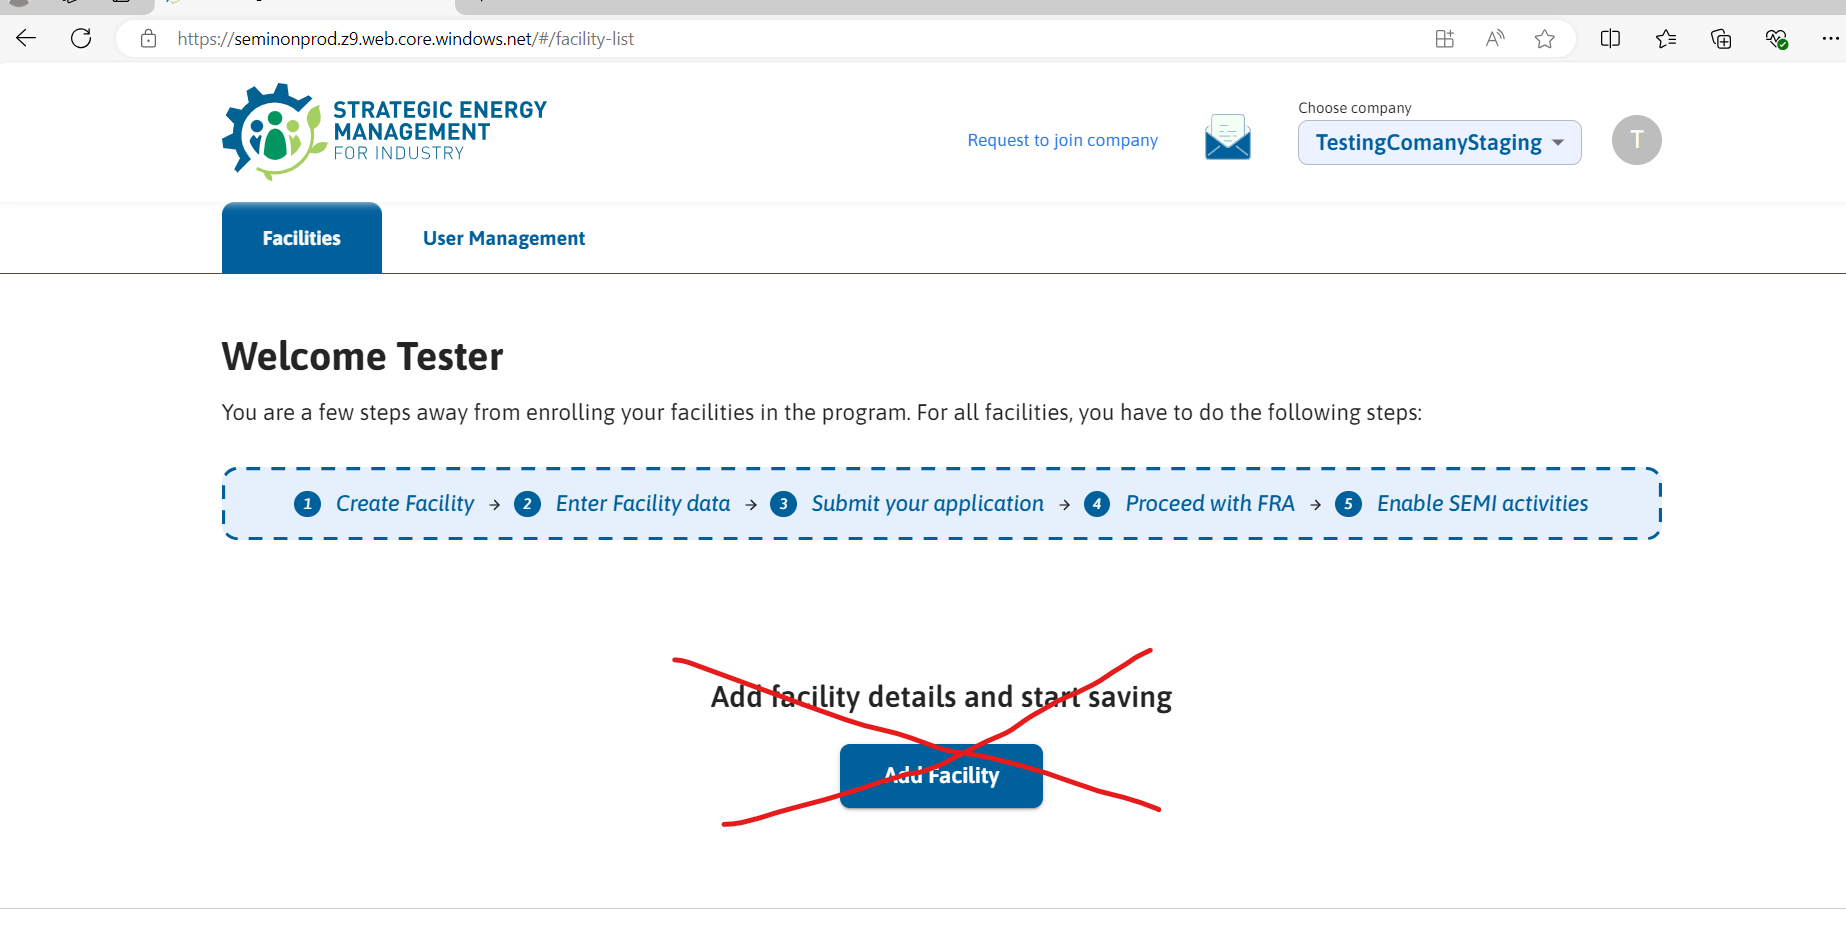 https://seminonprod.z9.web.core.windows.net/#/facility-list
STRATEGIC ENERGY
MANAGEMENT
FOR INDUSTRY
Request to join company
Choose company
TestingComanyStaging
T
Facilities
User Management
Welcome Tester
You are a few steps away from enrolling your facilities in the program. For all facilities, you have to do the following steps:
1 Create Facility → 2 Enter Facility data → 3 Submit your application → 4 Proceed with FRA → 5 Enable SEMI activities
Add facility details and start saving
Add Facility